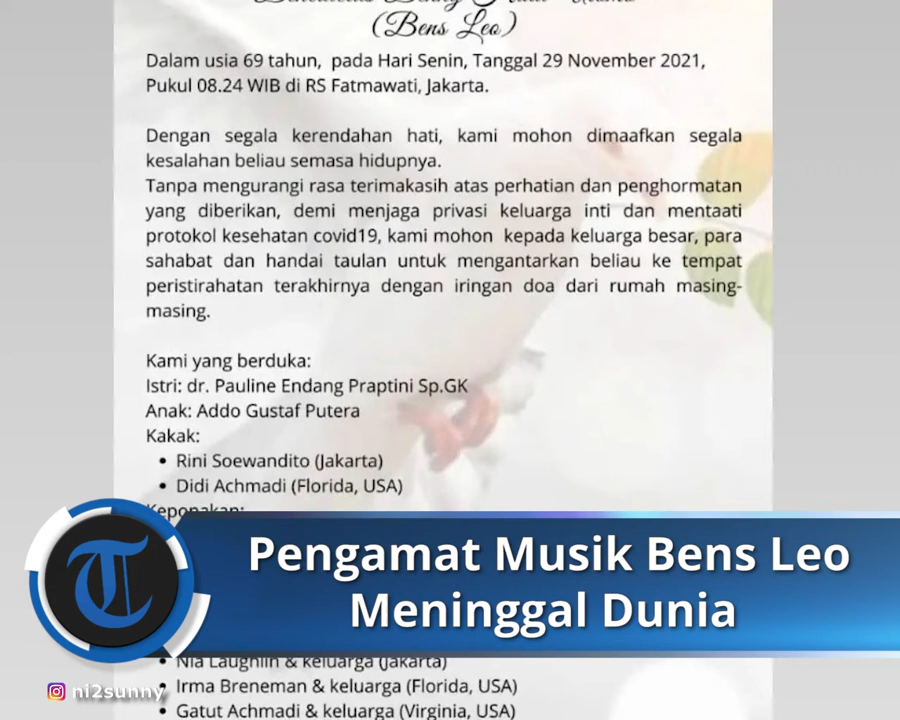 (Bens Leo)
Dalam usia 69 tahun, pada Hari Senin, Tanggal 29 November 2021,
Pukul 08.24 WIB di RS Fatmawati, Jakarta.
Dengan segala kerendahan hati, kami mohon dimaafkan segala
kesalahan beliau semasa hidupnya.
Tanpa mengurangi rasa terimakasih atas perhatian dan penghormatan
yang diberikan, demi menjaga privasi keluarga inti dan mentaati
protokol kesehatan covid19, kami mohon kepada keluarga besar, para
sahabat dan handai taulan untuk mengantarkan beliau ke tempat
peristirahatan terakhirnya dengan iringan doa dari rumah masing-
masing.
Kami yang berduka:
Istri: dr. Pauline Endang Praptini Sp.GK
Anak: Addo Gustaf Putera
Kakak:
• Rini Soewandito (Jakarta)
• Didi Achmadi (Florida, USA)
Keponakan:
Pengamat Musik Bens Leo
Meninggal Dunia
• Nia Laughlin & keluarga (Jakarta)
• Irma Breneman & keluarga (Florida, USA)
• Gatut Achmadi & keluarga (Virginia, USA)
ni2sunny